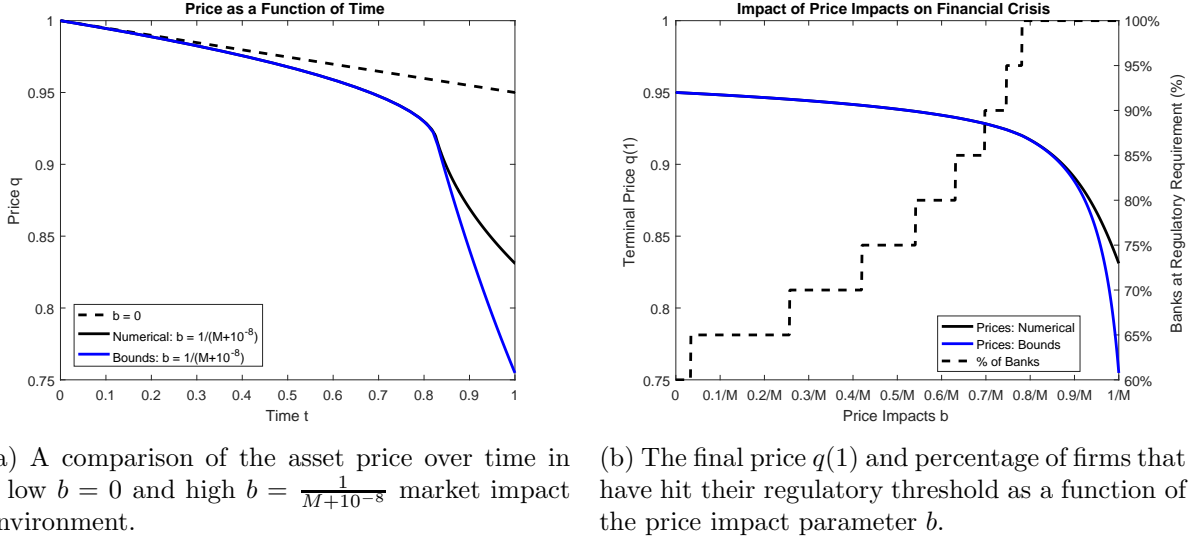 Price as a Function of Time
1
0.95
0.9
0.85
0.8
0.75
Price q
0 0.1 0.2 0.3 0.4 0.5 0.6 0.7 0.8 0.9 1
Time t
b = 0
Numerical: b = 1/(M+10⁻⁸)
Bounds: b = 1/(M+10⁻⁸)
Impact of Price Impacts on Financial Crisis
1
0.95
0.9
0.85
0.8
0.75
Terminal Price q(1)
100%
95%
90%
85%
80%
75%
70%
65%
60%
Banks at Regulatory Requirement (%)
0 0.1/M 0.2/M 0.3/M 0.4/M 0.5/M 0.6/M 0.7/M 0.8/M 0.9/M 1/M
Price Impacts b
Prices: Numerical
Prices: Bounds
% of Banks
a) A comparison of the asset price over time in
low b = 0 and high b = 1/(M+10⁻⁸) market impact
nvironment.
(b) The final price q(1) and percentage of firms that
have hit their regulatory threshold as a function of
the price impact parameter b.